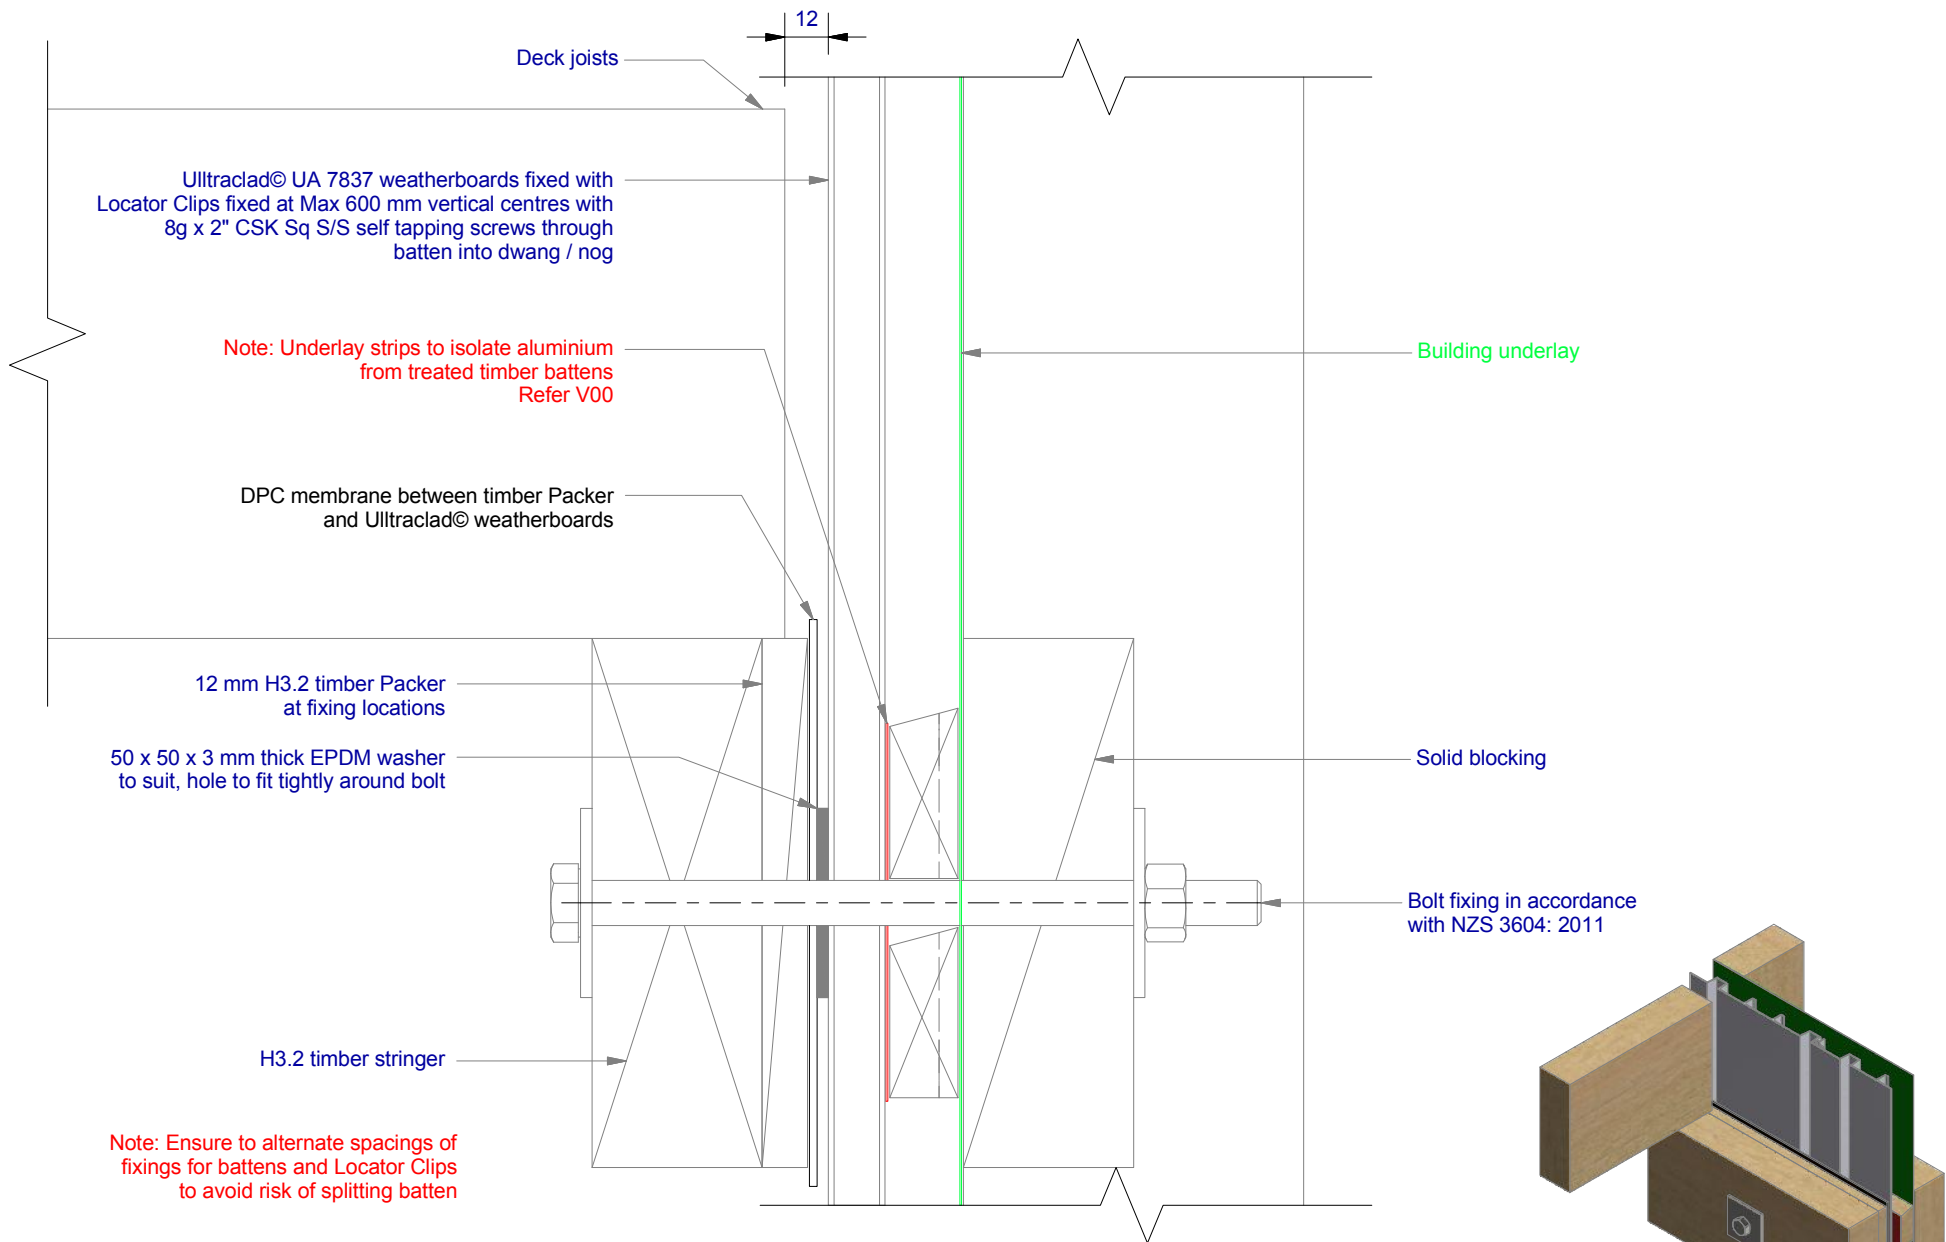 12
Deck joists
Ulltraclad© UA 7837 weatherboards fixed with
Locator Clips fixed at Max 600 mm vertical centres with
8g x 2" CSK Sq S/S self tapping screws through
batten into dwang / nog
Note: Underlay strips to isolate aluminium
from treated timber battens
Refer V00
Building underlay
DPC membrane between timber Packer
and Ulltraclad© weatherboards
12 mm H3.2 timber Packer
at fixing locations
50 x 50 x 3 mm thick EPDM washer
to suit, hole to fit tightly around bolt
Solid blocking
Bolt fixing in accordance
with NZS 3604: 2011
H3.2 timber stringer
Note: Ensure to alternate spacings of
fixings for battens and Locator Clips
to avoid risk of splitting batten